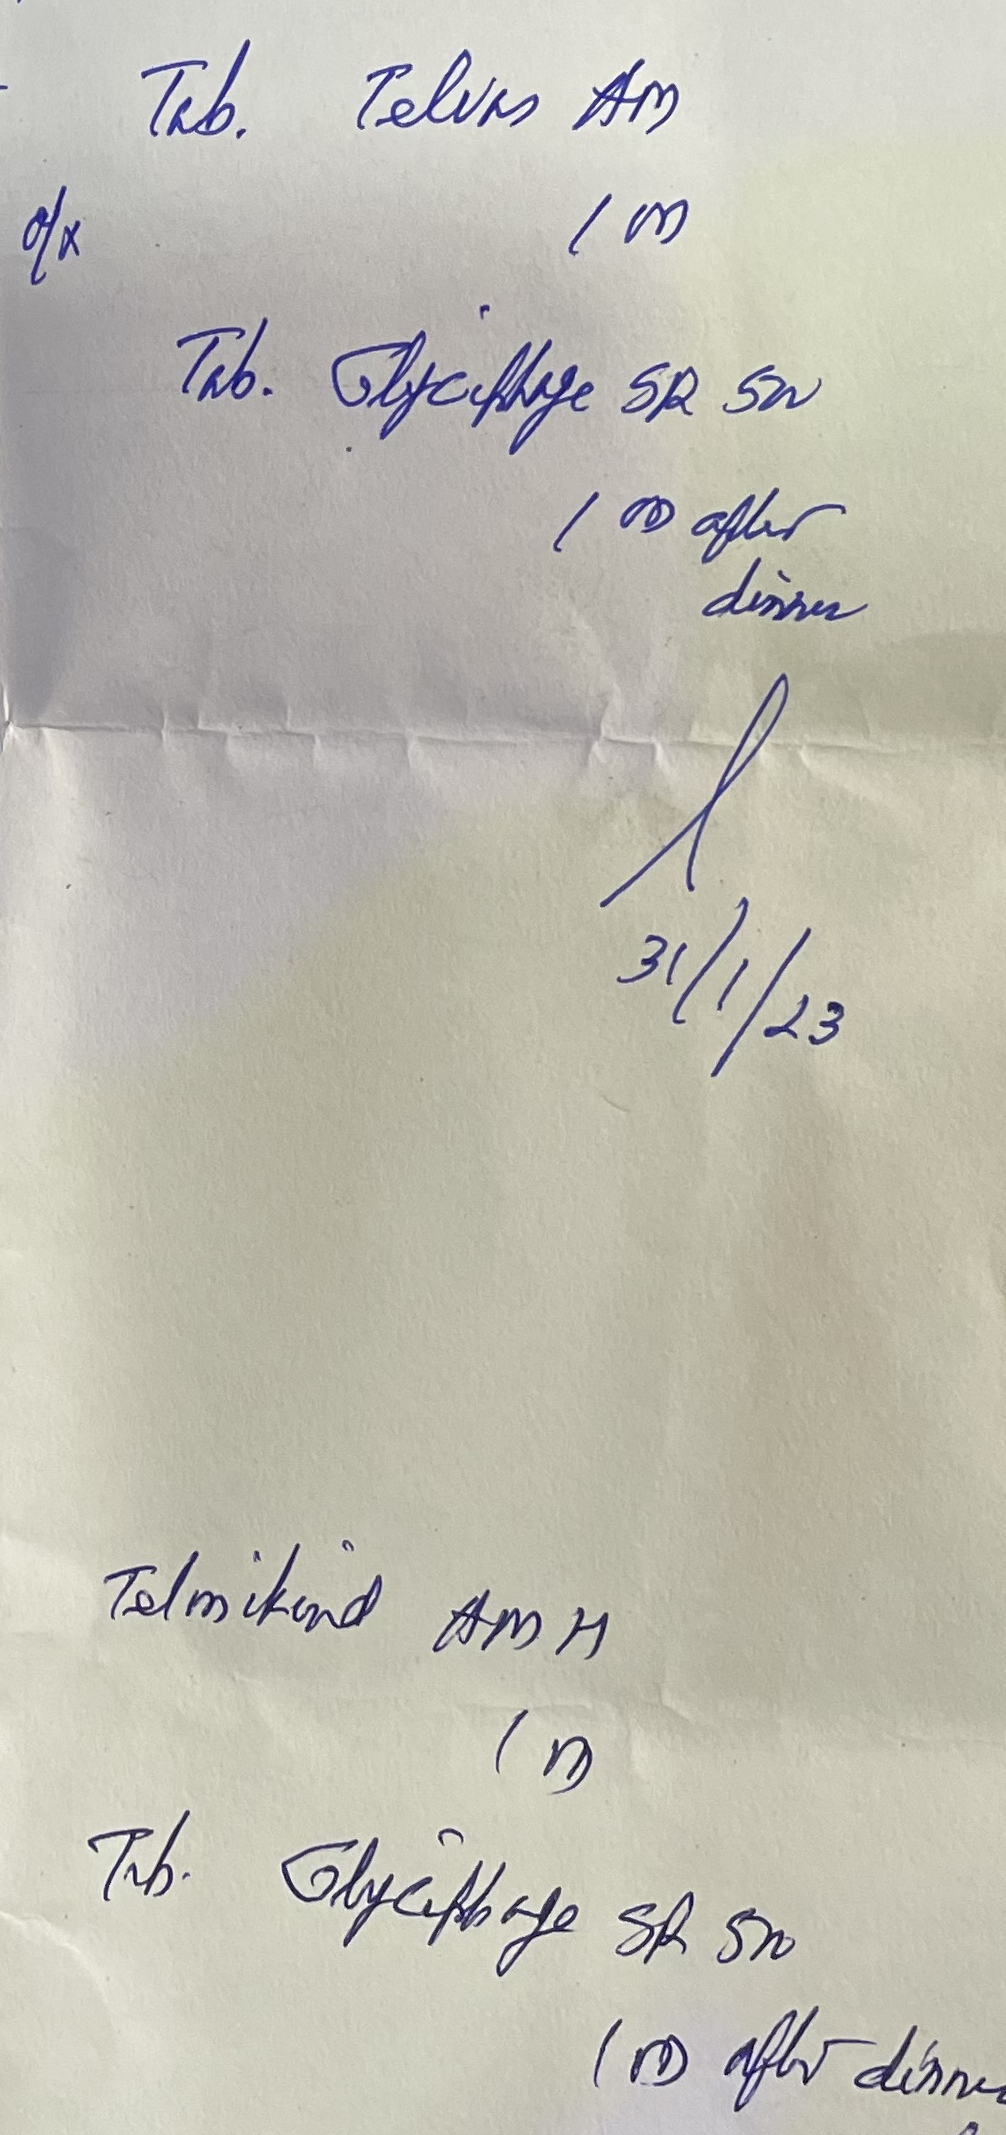 Tab. Telvas AM
1 OD
Tab. Glyciphage SR 500
1 OD after
dinner
31/1/23
Telmikind AM H
1 OD
Tab. Glyciphage SR 500
1 OD after dinner